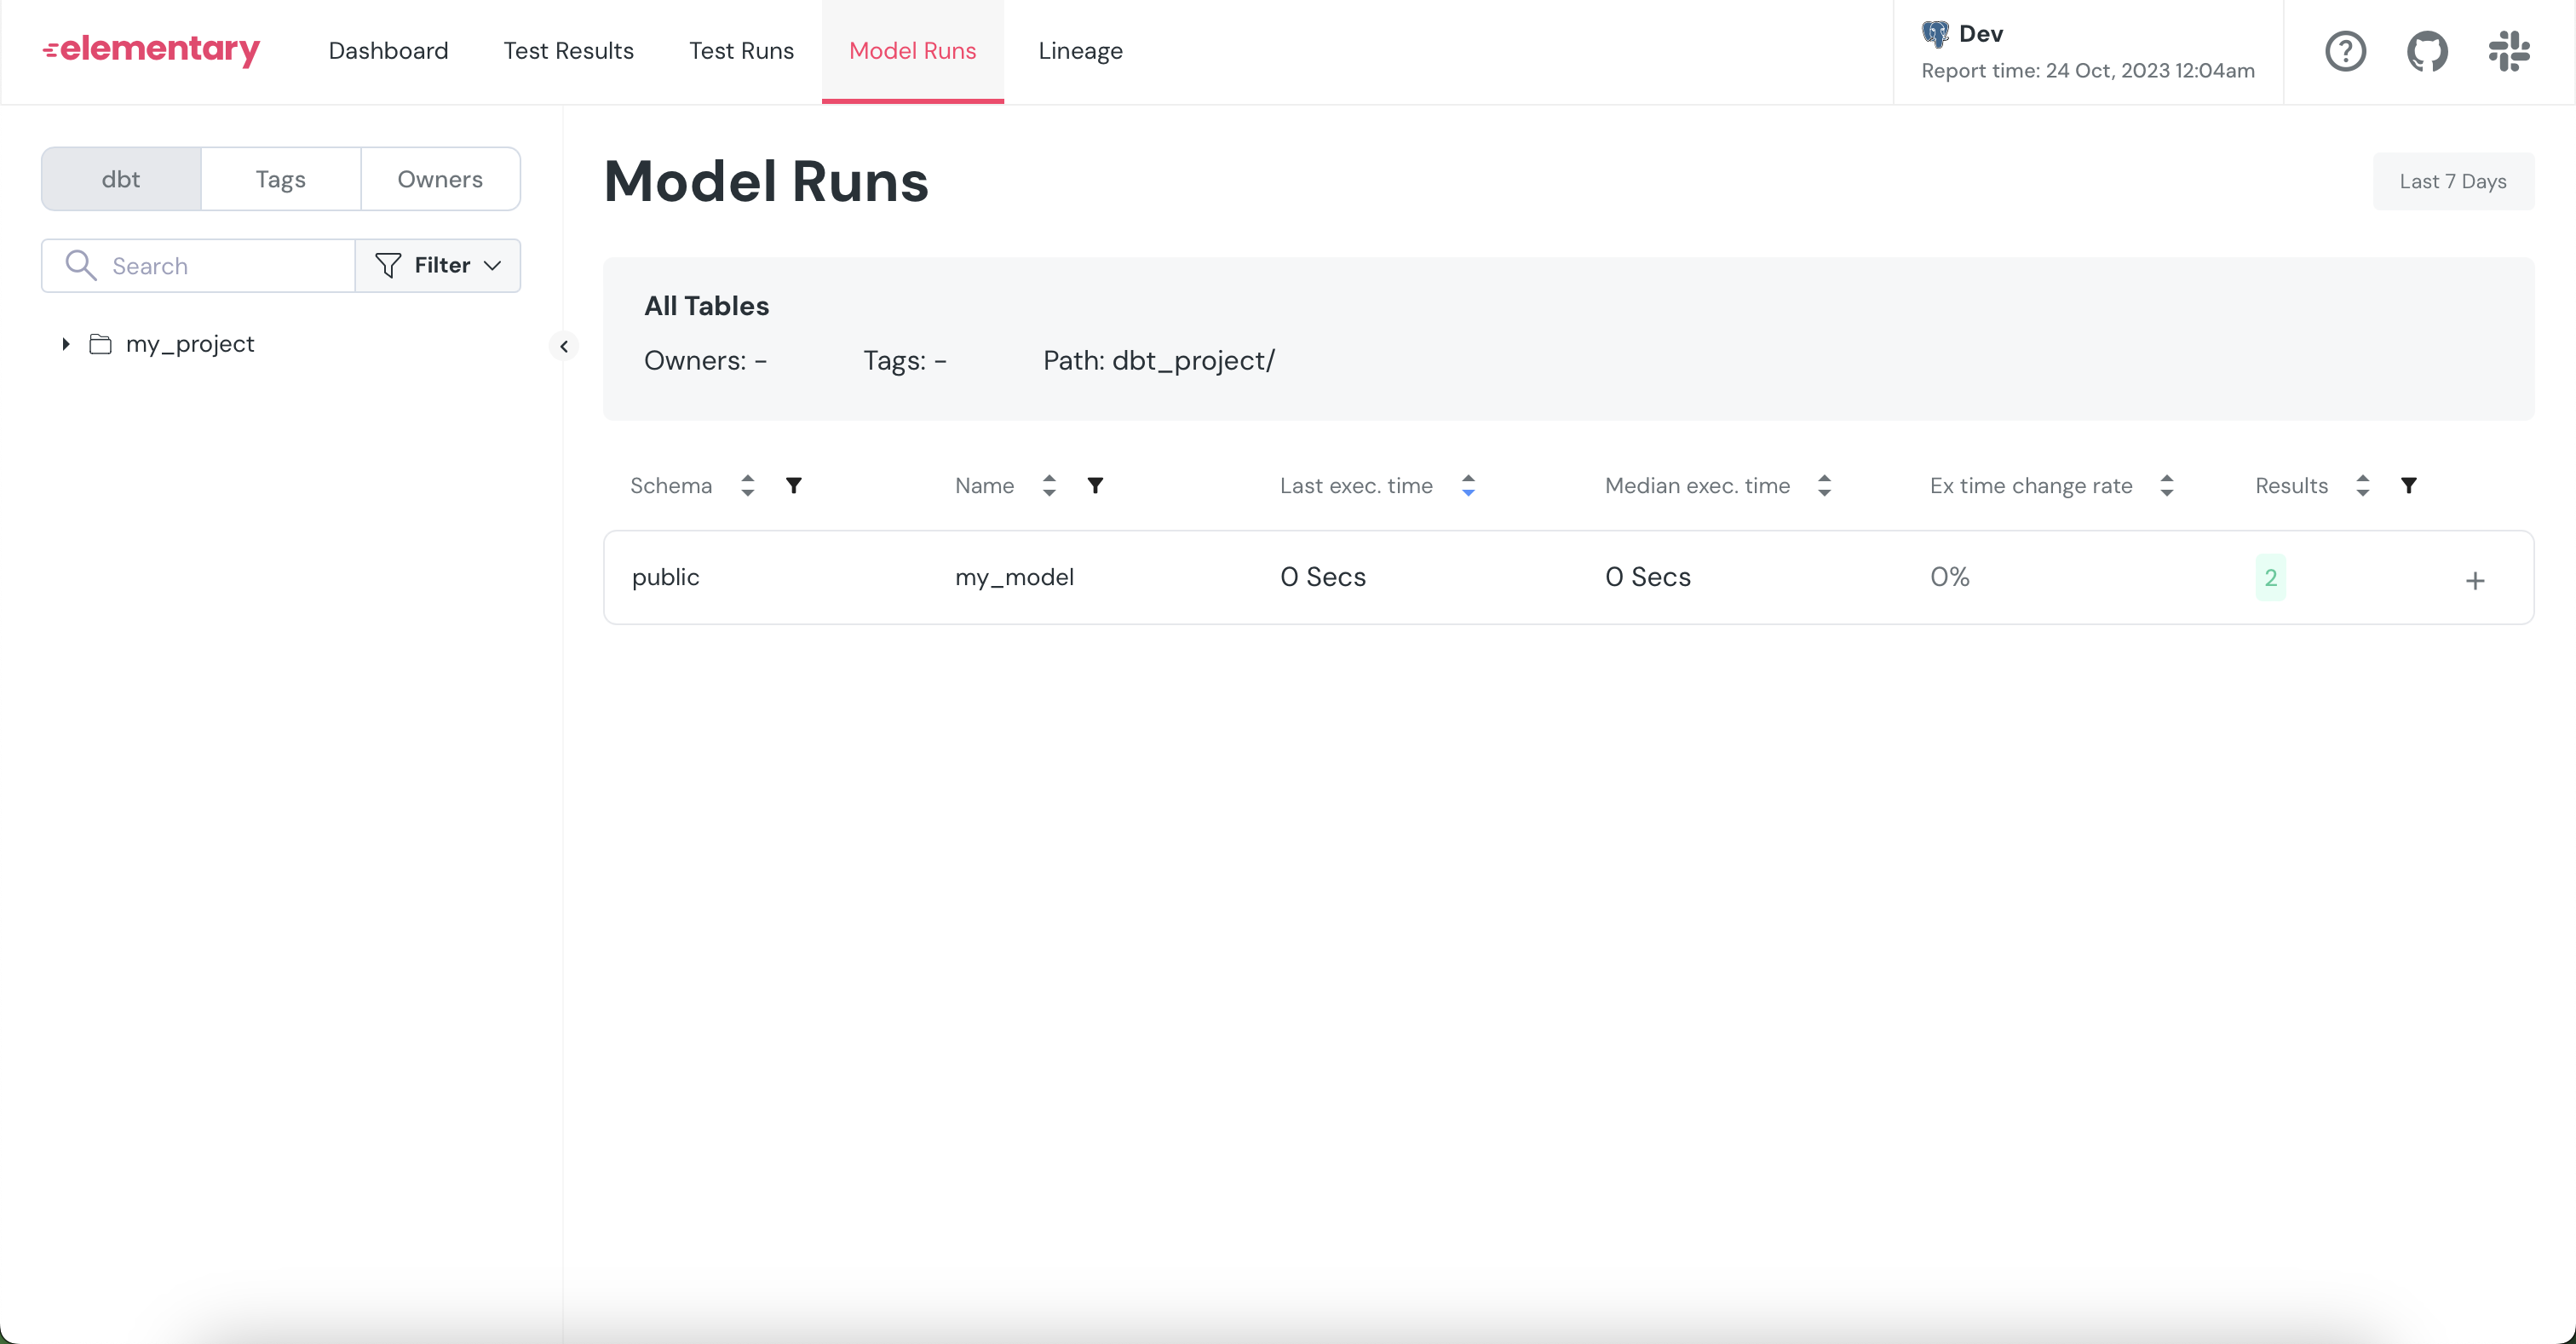 elementary
Dashboard
Test Results
Test Runs
Model Runs
Lineage
Dev
Report time: 24 Oct, 2023 12:04am
?
dbt
Tags
Owners
Search
Filter
my_project
Model Runs
Last 7 Days
All Tables
Owners: - Tags: - Path: dbt_project/
Schema Name Last exec. time Median exec. time Ex time change rate Results
public my_model 0 Secs 0 Secs 0% 2 +